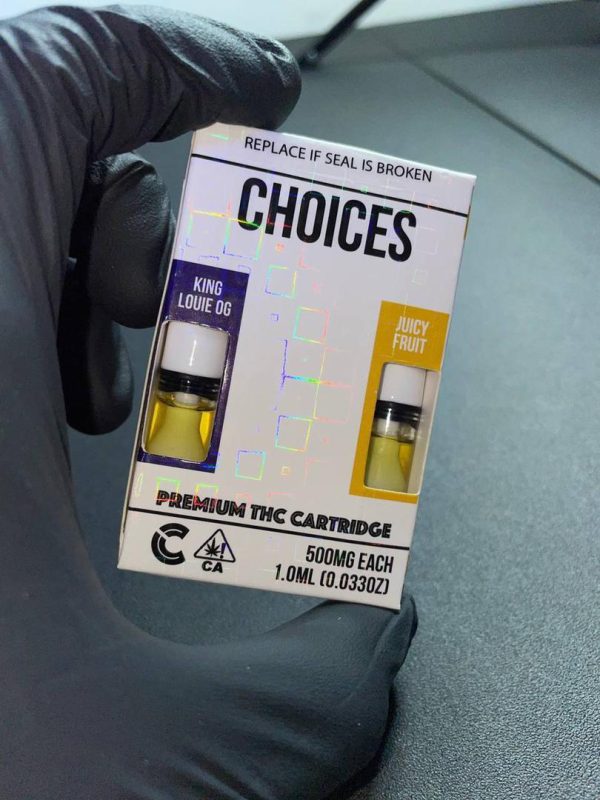 REPLACE IF SEAL IS BROKEN
CHOICES
KING
LOUIE OG
JUICY
FRUIT
PREMIUM THC CARTRIDGE
CA
500MG EACH
1.0ML (0.033OZ)